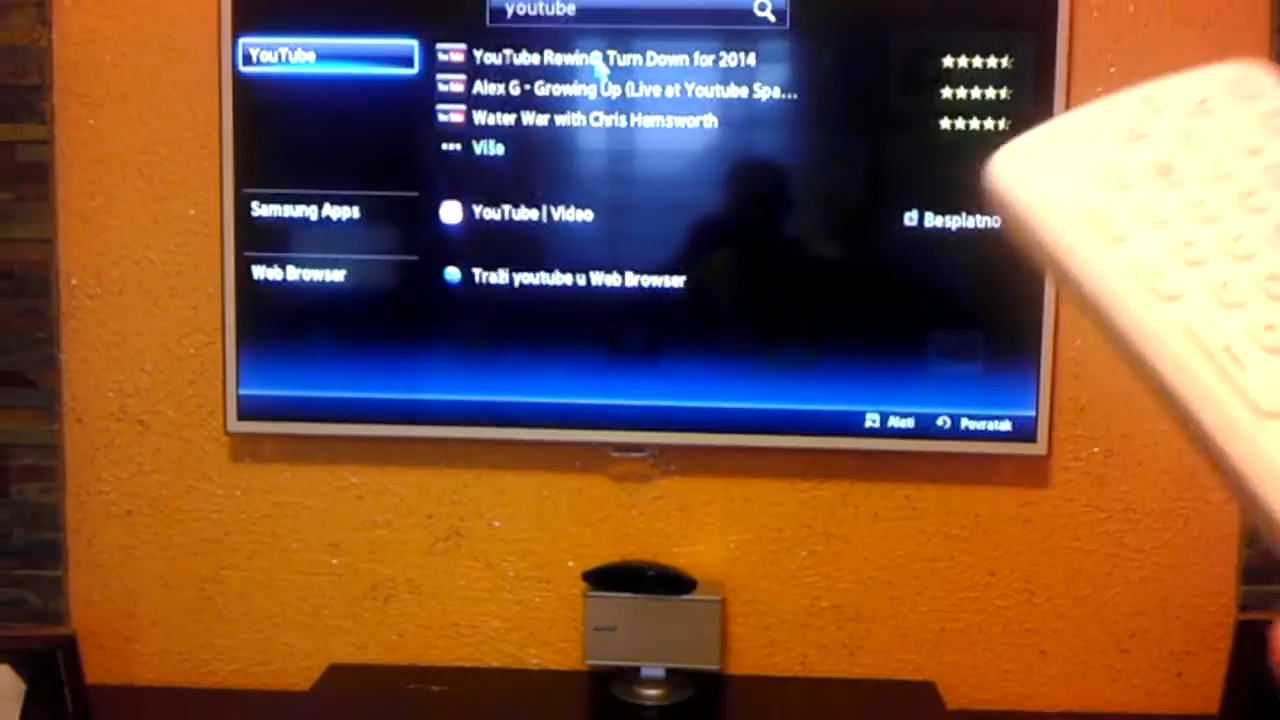 youtube
YouTube
YouTube Rewind Turn Down for 2014
Alex G - Growing Up (Live at Youtube Spa...
Water War with Chris Hemsworth
Više
Samsung Apps
YouTube | Video
Besplatno
Web Browser
Traži youtube u Web Browser
Alati
Povratak